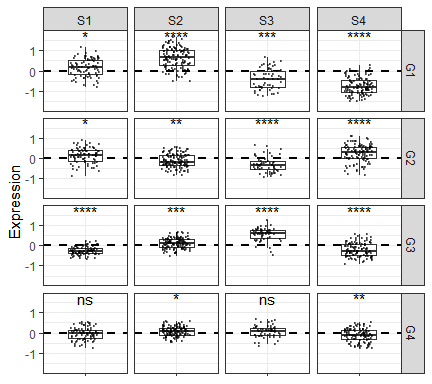 S1 S2 S3 S4
* **** *** ****
1
0
-1
G1
* ** **** ****
1
0
-1
G2
Expression
**** *** **** ****
1
0
-1
G3
ns * ns **
1
0
-1
G4